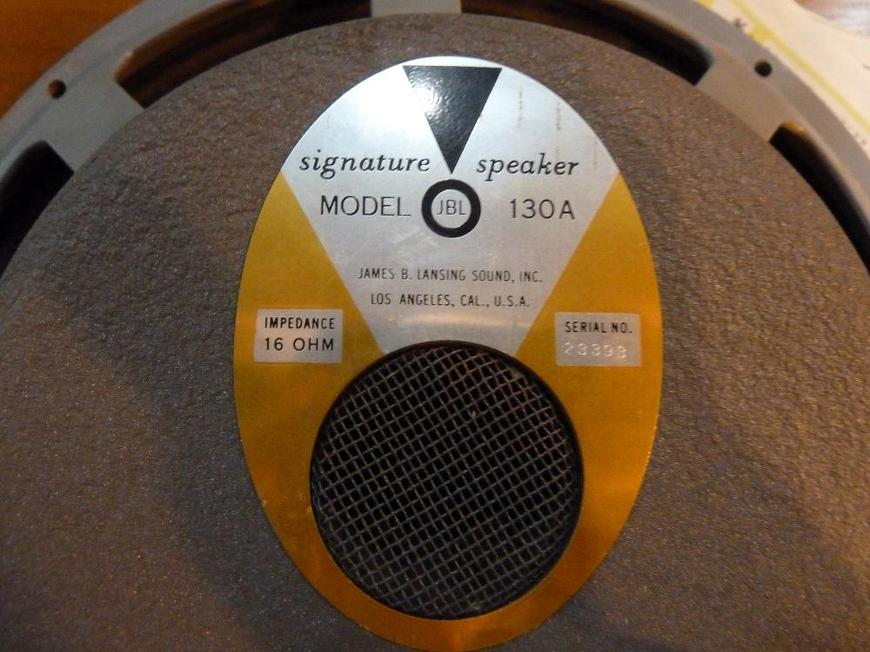 signature speaker
MODEL JBL 130A
JAMES B. LANSING SOUND, INC.
LOS ANGELES, CAL., U.S.A.
IMPEDANCE
16 OHM
SERIAL NO.
23393